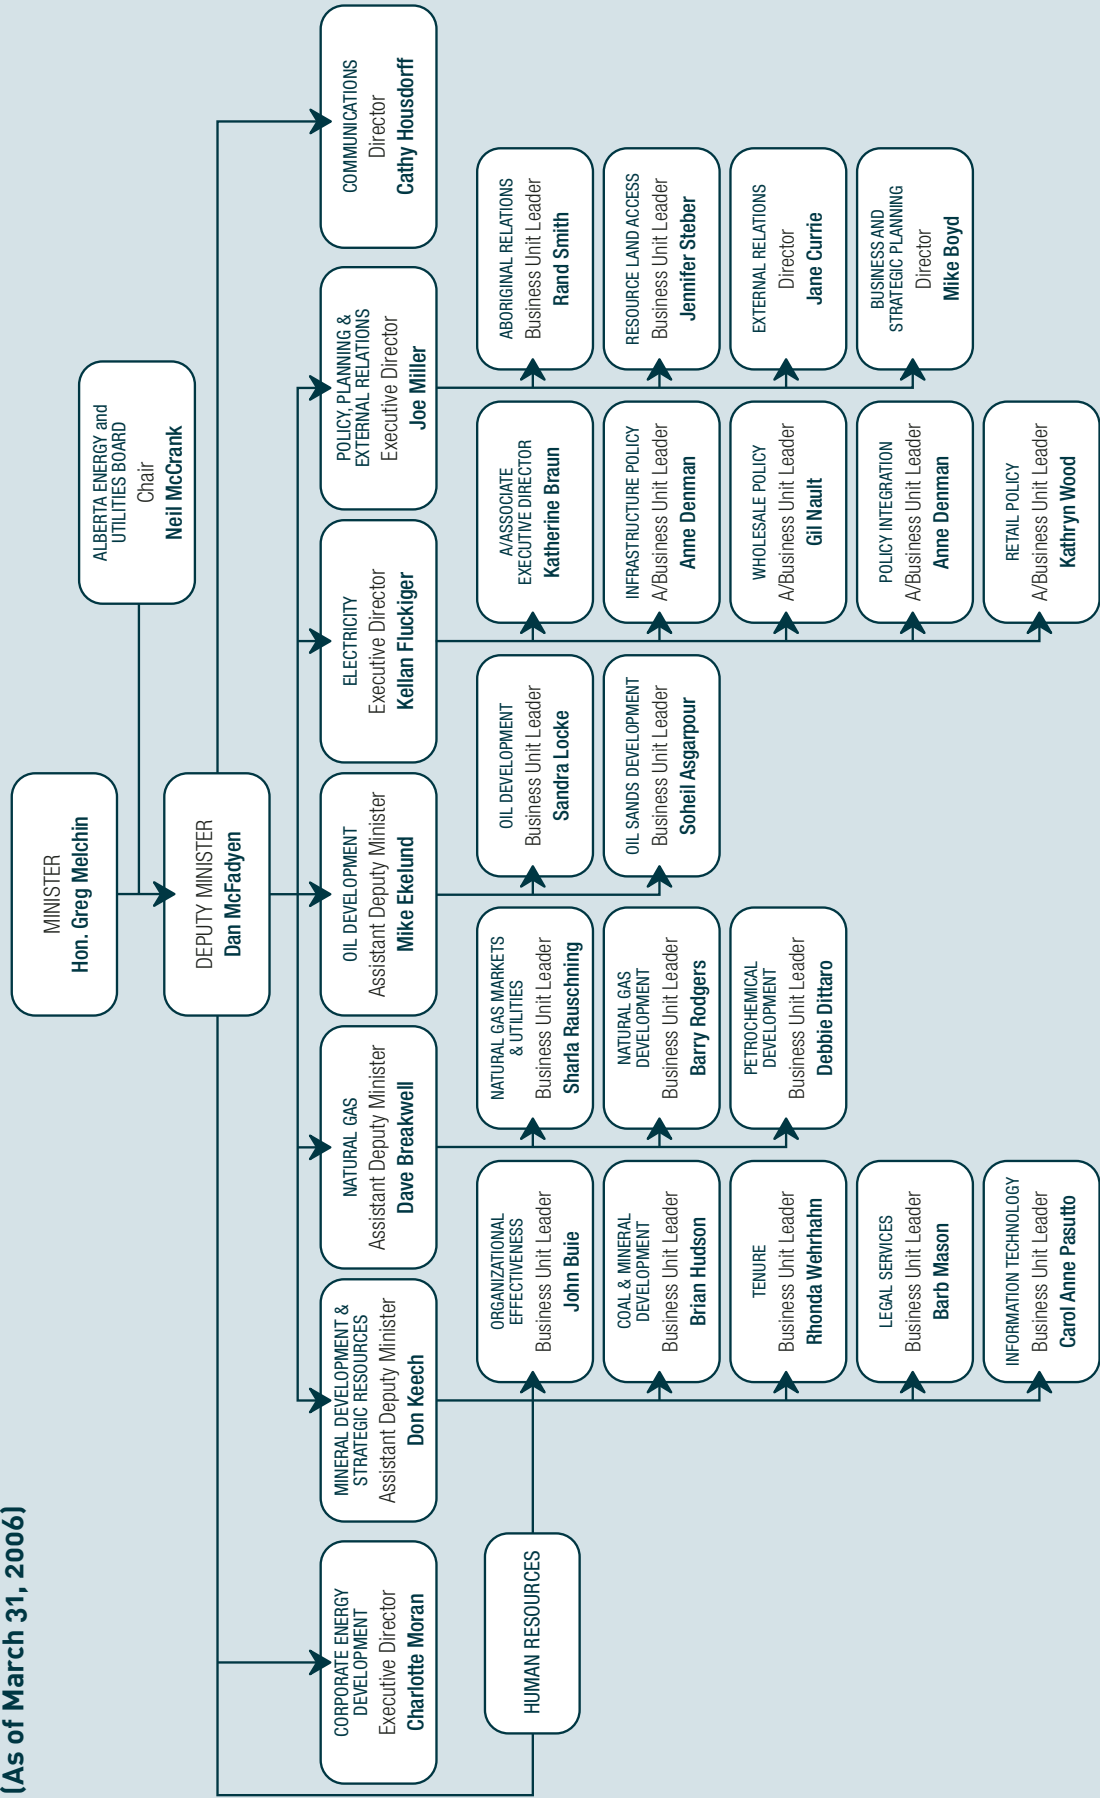 (As of March 31, 2006)
MINISTER
Hon. Greg Melchin
ALBERTA ENERGY and
UTILITIES BOARD
Chair
Neil McCrank
DEPUTY MINISTER
Dan McFadyen
CORPORATE ENERGY
DEVELOPMENT
Executive Director
Charlotte Moran
MINERAL DEVELOPMENT &
STRATEGIC RESOURCES
Assistant Deputy Minister
Don Keech
NATURAL GAS
Assistant Deputy Minister
Dave Breakwell
OIL DEVELOPMENT
Assistant Deputy Minister
Mike Ekelund
ELECTRICITY
Executive Director
Kellan Fluckiger
POLICY, PLANNING &
EXTERNAL RELATIONS
Executive Director
Joe Miller
COMMUNICATIONS
Director
Cathy Housdorff
HUMAN RESOURCES
ORGANIZATIONAL
EFFECTIVENESS
Business Unit Leader
John Buie
COAL & MINERAL
DEVELOPMENT
Business Unit Leader
Brian Hudson
TENURE
Business Unit Leader
Rhonda Wehrhahn
LEGAL SERVICES
Business Unit Leader
Barb Mason
INFORMATION TECHNOLOGY
Business Unit Leader
Carol Anne Pasutto
NATURAL GAS MARKETS
& UTILITIES
Business Unit Leader
Sharla Rauschning
NATURAL GAS
DEVELOPMENT
Business Unit Leader
Barry Rodgers
PETROCHEMICAL
DEVELOPMENT
Business Unit Leader
Debbie Dittaro
OIL DEVELOPMENT
Business Unit Leader
Sandra Locke
OIL SANDS DEVELOPMENT
Business Unit Leader
Soheil Asgarpour
A/ASSOCIATE
EXECUTIVE DIRECTOR
Katherine Braun
INFRASTRUCTURE POLICY
A/Business Unit Leader
Anne Denman
WHOLESALE POLICY
A/Business Unit Leader
Gil Nault
POLICY INTEGRATION
A/Business Unit Leader
Anne Denman
RETAIL POLICY
A/Business Unit Leader
Kathryn Wood
ABORIGINAL RELATIONS
Business Unit Leader
Rand Smith
RESOURCE LAND ACCESS
Business Unit Leader
Jennifer Steber
EXTERNAL RELATIONS
Director
Jane Currie
BUSINESS AND
STRATEGIC PLANNING
Director
Mike Boyd